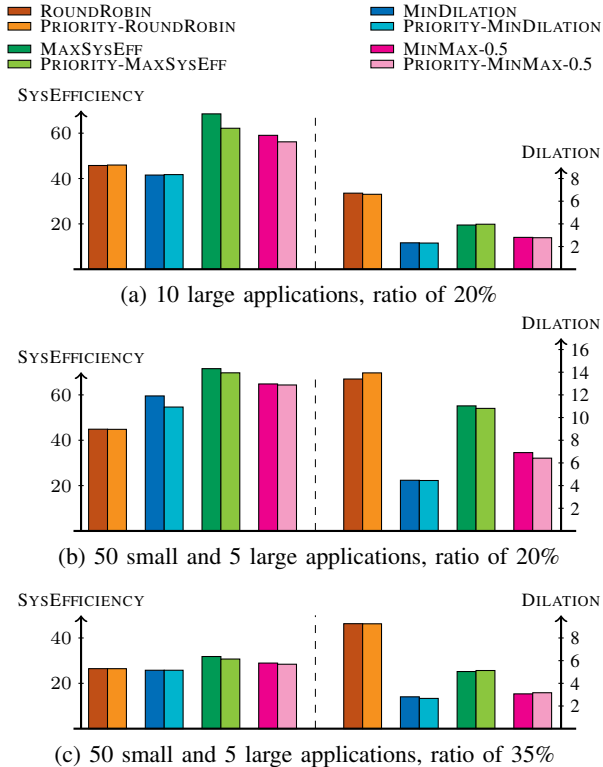 ROUNDROBIN
PRIORITY-ROUNDROBIN
MAXSYSEFF
PRIORITY-MAXSYSEFF
MINDILATION
PRIORITY-MINDILATION
MINMAX-0.5
PRIORITY-MINMAX-0.5
SYSEFFICIENCY
60
40
20
DILATION
8
6
4
2
(a) 10 large applications, ratio of 20%
SYSEFFICIENCY
60
40
20
DILATION
16
14
12
10
8
6
4
2
(b) 50 small and 5 large applications, ratio of 20%
SYSEFFICIENCY
40
20
DILATION
8
6
4
2
(c) 50 small and 5 large applications, ratio of 35%